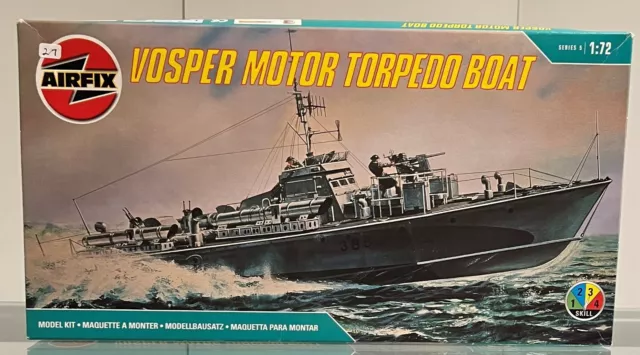 VOSPER MOTOR TORPEDO BOAT
27
AIRFIX
VOSPER MOTOR TORPEDO BOAT
SERIES 5 1:72
MODEL KIT • MAQUETTE A MONTER • MODELLBAUSATZ • MAQUETTA PARA MONTAR
1 2 3 4
SKILL